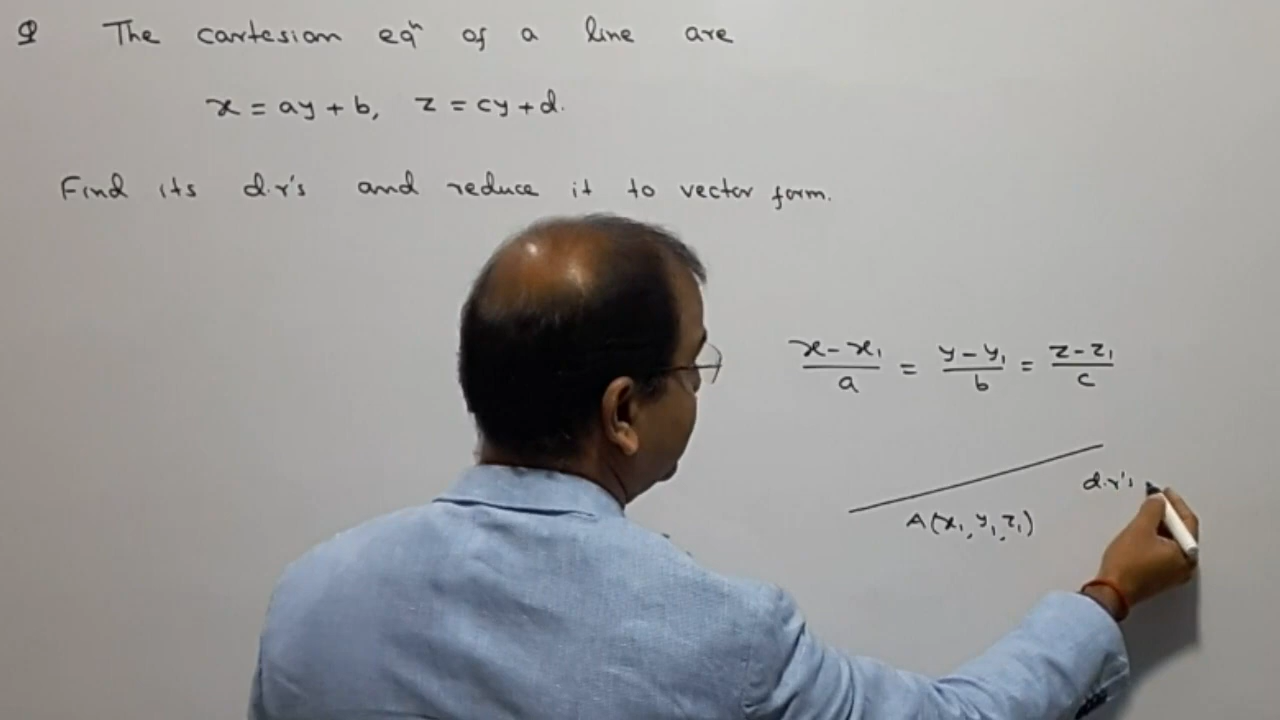 Q The cartesian eqⁿ of a line are
x = ay + b, z = cy + d.
Find its d.r's and reduce it to vector form.
x - x₁ / a = y - y₁ / b = z - z₁ / c
d.r's
A(x₁, y₁, z₁)